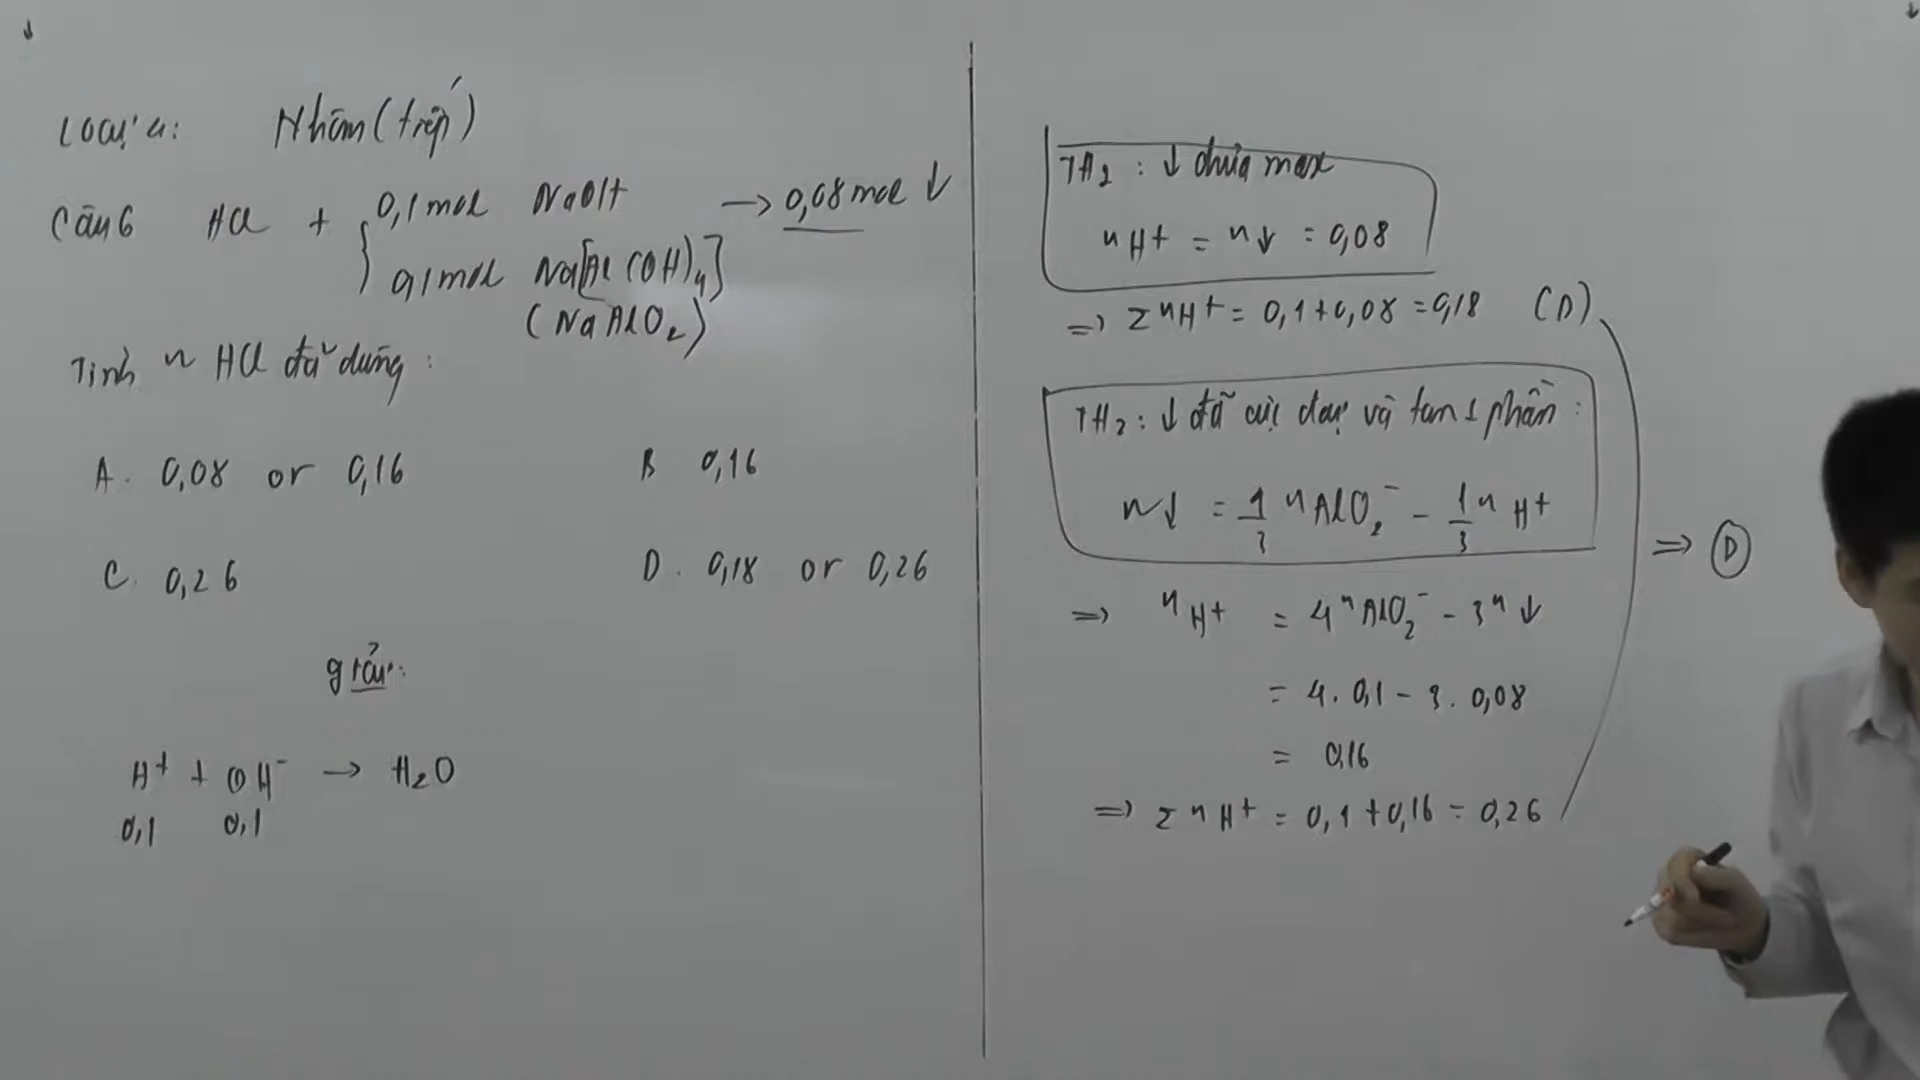 Loại 4: Nhôm (tiếp)
Câu 6 HCl + { 0,1 mol NaOH → 0,08 mol ↓
0,1 mol Na[Al(OH)4]
(NaAlO2)
Tính n HCl đã dùng:
A. 0,08 or 0,16 B 0,16
C. 0,26 D. 0,18 or 0,26
giải:
H+ + OH- → H2O
0,1 0,1
TH1: ↓ chưa max
nH+ = n↓ = 0,08
=> ΣnH+ = 0,1 + 0,08 = 0,18 (D)
TH2: ↓ đã cực đại và tan 1 phần:
n↓ = 4/3 nAlO2- - 1/3 nH+
=> nH+ = 4nAlO2- - 3n↓
= 4. 0,1 - 3. 0,08
= 0,16
=> ΣnH+ = 0,1 + 0,16 = 0,26
=> D